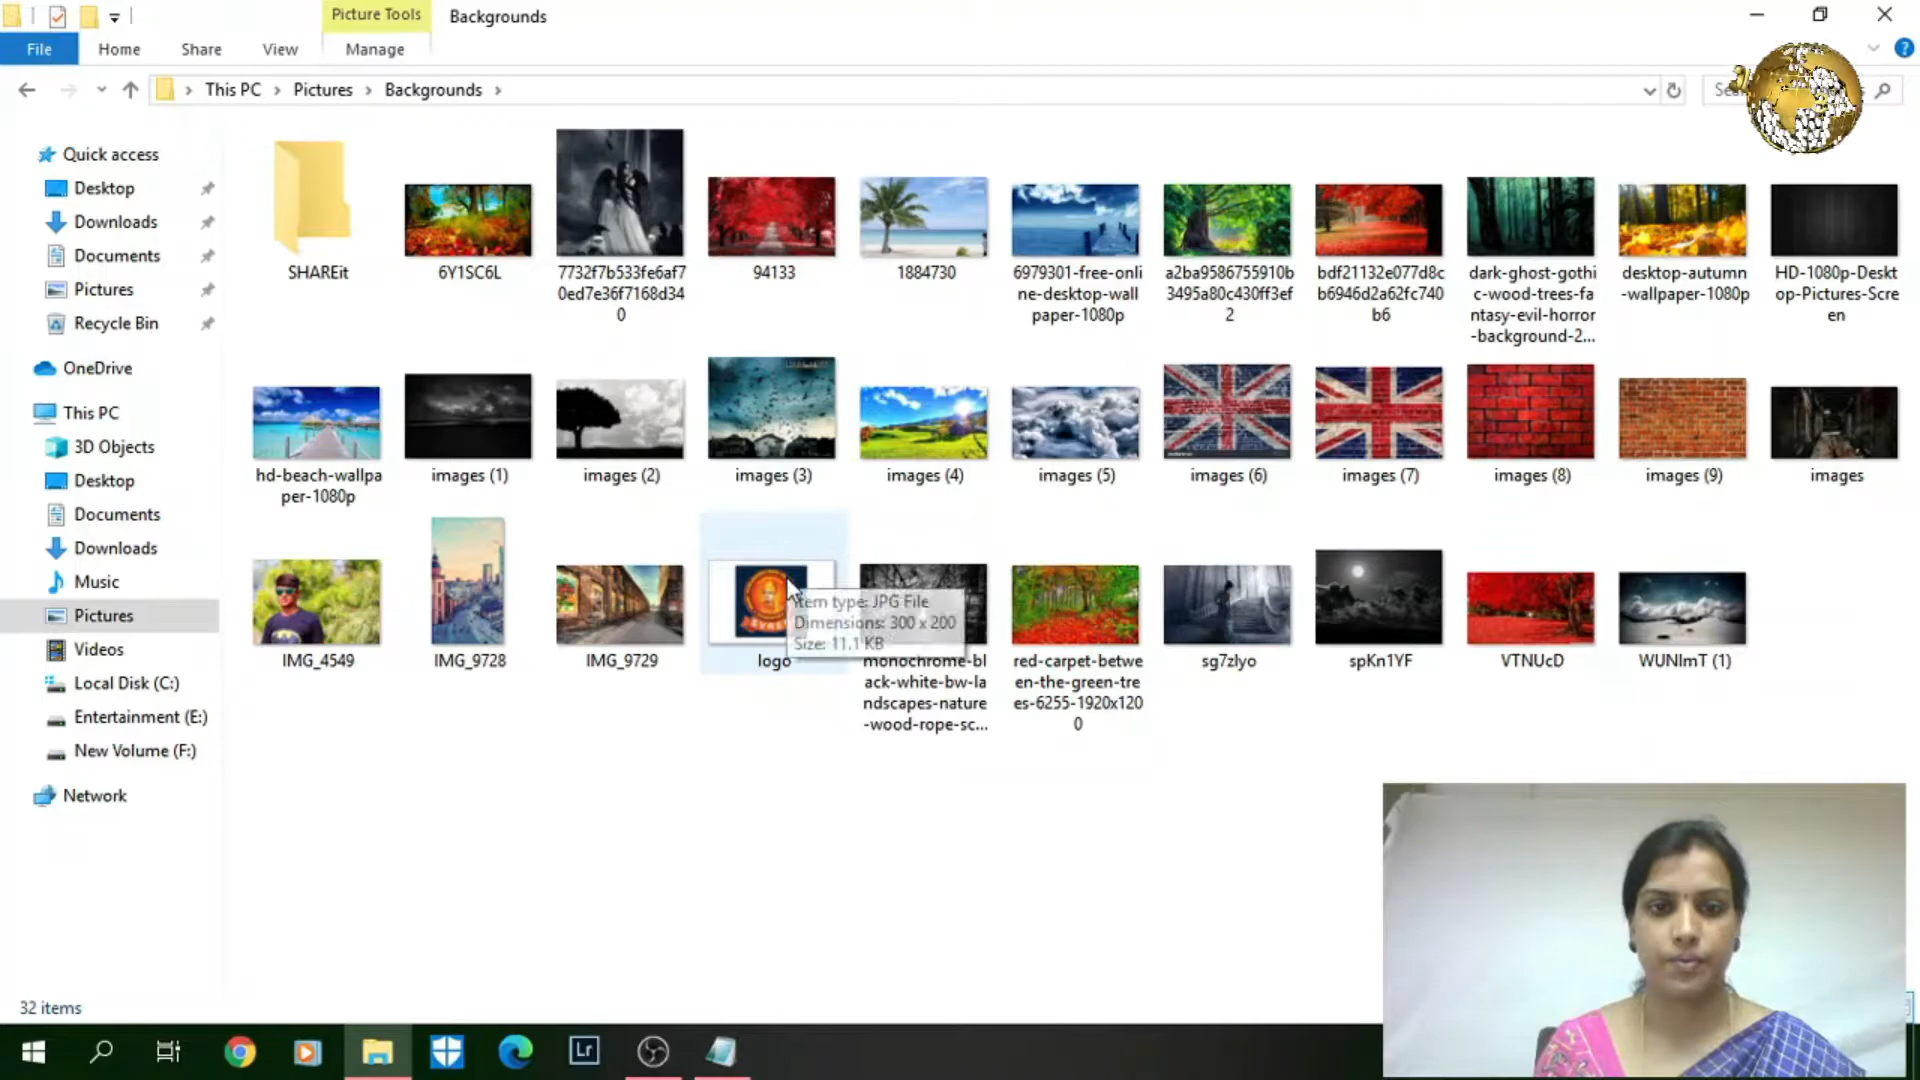 Picture Tools
Backgrounds
File
Home
Share
View
Manage
This PC
Pictures
Backgrounds
Quick access
Desktop
Downloads
Documents
Pictures
Recycle Bin
OneDrive
This PC
3D Objects
Desktop
Documents
Downloads
Music
Pictures
Videos
Local Disk (C:)
Entertainment (E:)
New Volume (F:)
Network
SHAREit
6Y1SC6L
7732f7b533fe6af7
0ed7e36f7168d34
0
94133
1884730
6979301-free-onli
ne-desktop-wall
paper-1080p
a2ba9586755910b
3495a80c430ff3ef
2
bdf21132e077d8c
b6946d2a62fc740
b6
dark-ghost-gothi
c-wood-trees-fa
ntasy-evil-horror
-background-2...
desktop-autumn
-wallpaper-1080p
HD-1080p-Deskt
op-Pictures-Scre
en
hd-beach-wallpa
per-1080p
images (1)
images (2)
images (3)
images (4)
images (5)
images (6)
images (7)
images (8)
images (9)
images
IMG_4549
IMG_9728
IMG_9729
logo
Item type: JPG File
Dimensions: 300 x 200
Size: 11.1 KB
monochrome-bl
ack-white-bw-la
ndscapes-nature
-wood-rope-sc...
red-carpet-betwe
en-the-green-tre
es-6255-1920x120
0
sg7zlyo
spKn1YF
VTNUcD
WUNImT (1)
32 items
Lr